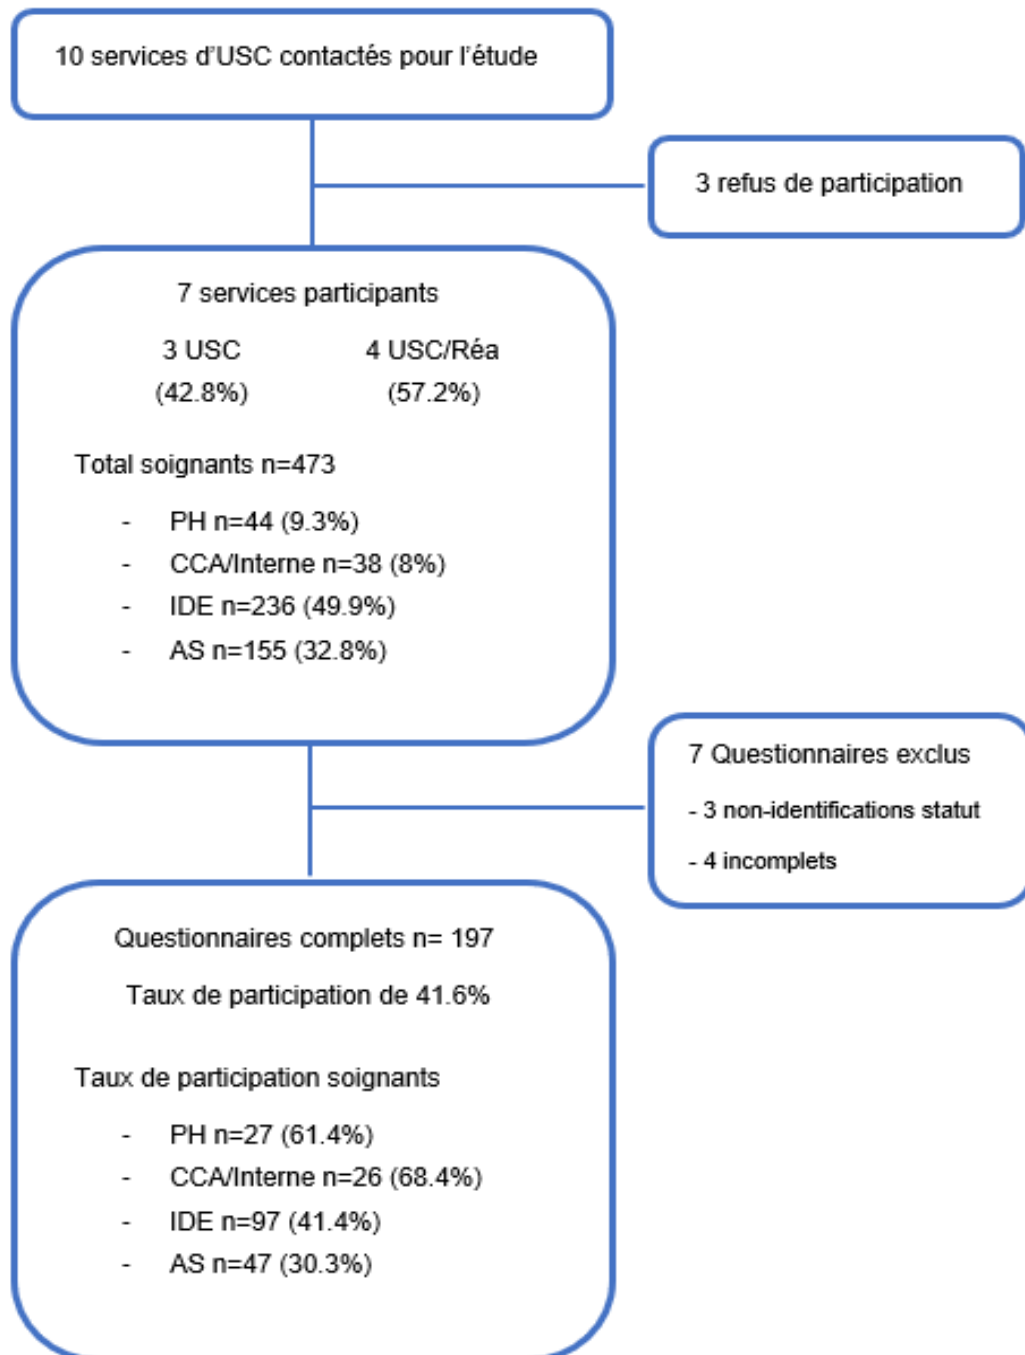 10 services d’USC contactés pour l’étude
3 refus de participation
7 services participants
3 USC 4 USC/Réa
(42.8%) (57.2%)
Total soignants n=473
- PH n=44 (9.3%)
- CCA/Interne n=38 (8%)
- IDE n=236 (49.9%)
- AS n=155 (32.8%)
7 Questionnaires exclus
- 3 non-identifications statut
- 4 incomplets
Questionnaires complets n= 197
Taux de participation de 41.6%
Taux de participation soignants
- PH n=27 (61.4%)
- CCA/Interne n=26 (68.4%)
- IDE n=97 (41.4%)
- AS n=47 (30.3%)